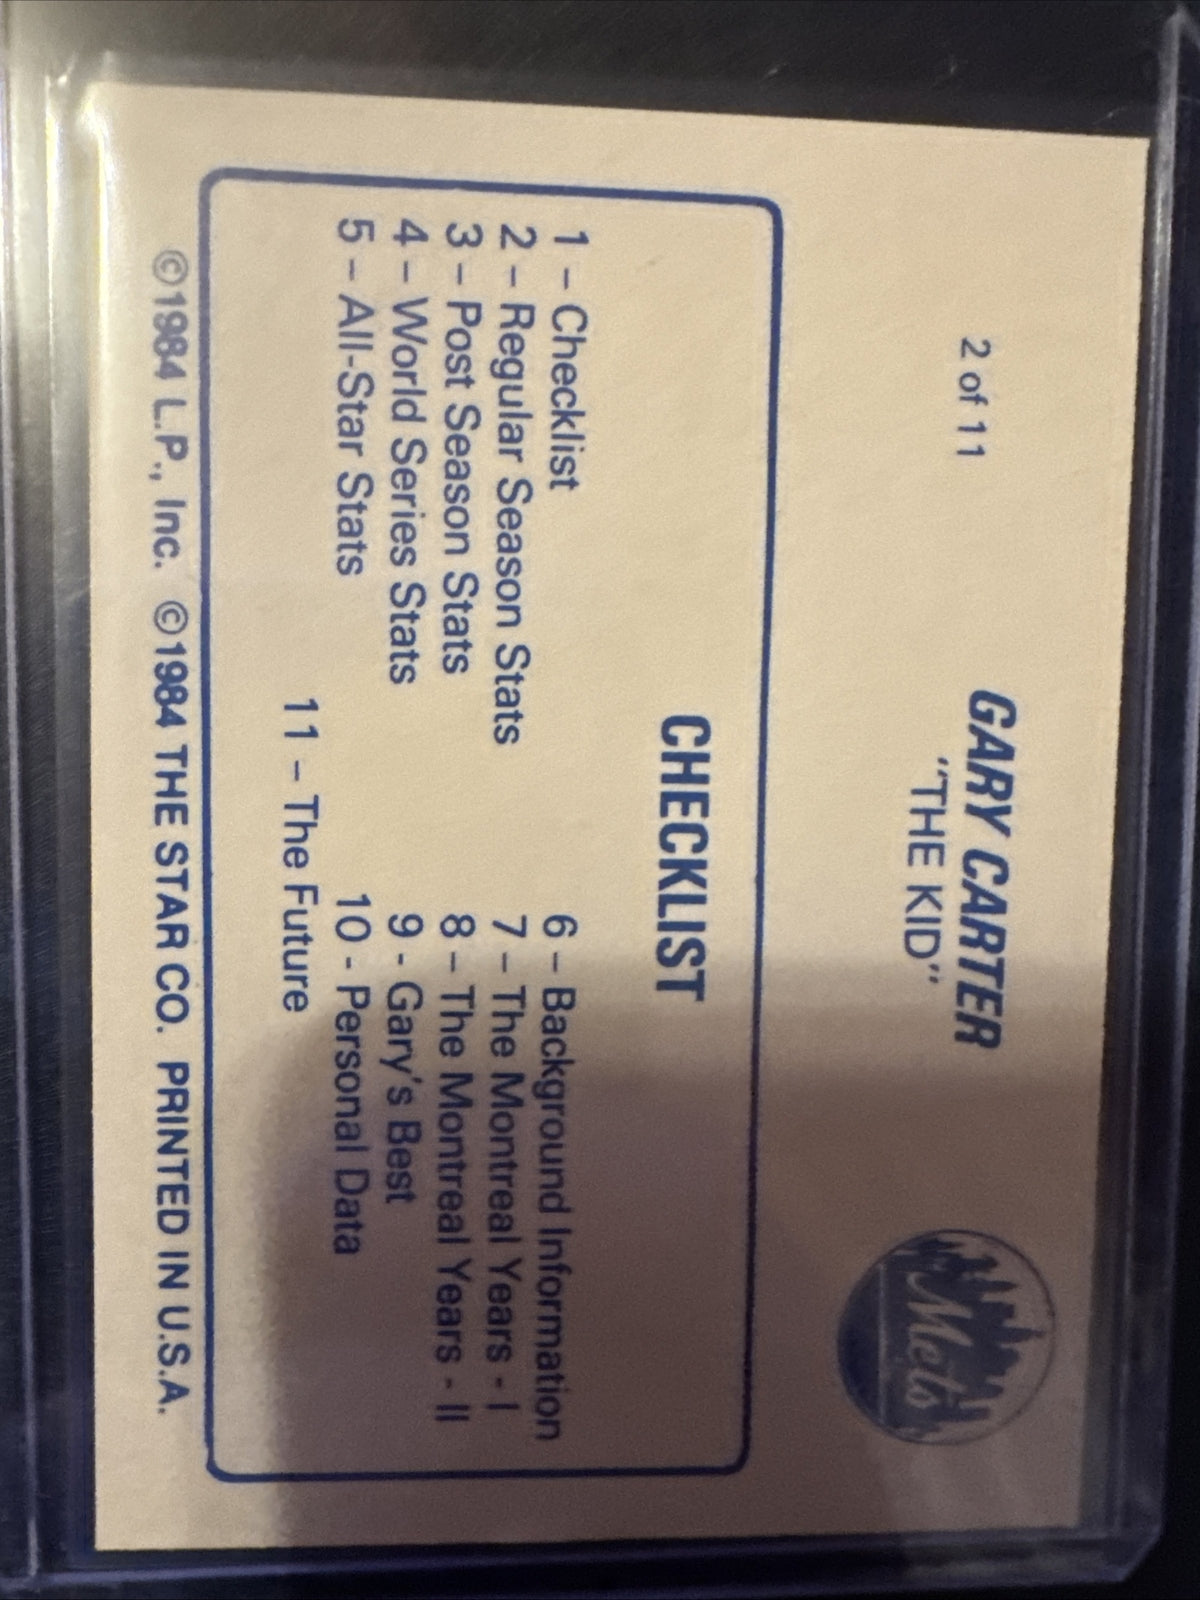 2 of 11
GARY CARTER
"THE KID"
Mets
CHECKLIST
1 – Checklist
2 – Regular Season Stats
3 – Post Season Stats
4 – World Series Stats
5 – All-Star Stats
6 – Background Information
7 – The Montreal Years - I
8 – The Montreal Years - II
9 - Gary's Best
10 - Personal Data
11 – The Future
©1984 L.P., Inc. ©1984 THE STAR CO. PRINTED IN U.S.A.